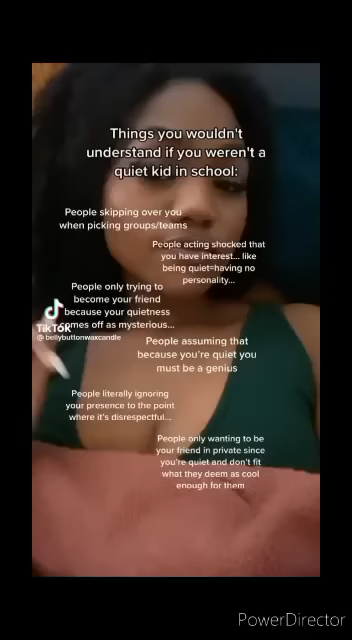 Things you wouldn't
understand if you weren't a
quiet kid in school:
People skipping over you
when picking groups/teams
People acting shocked that
you have interest... like
being quiet=having no
personality...
People only trying to
become your friend
because your quietness
comes off as mysterious...
TikTok
@bellybuttonwaxcandle
People assuming that
because you're quiet you
must be a genius
People literally ignoring
your presence to the point
where it's disrespectful...
People only wanting to be
your friend in private since
you're quiet and don't fit
what they deem as cool
enough for them
PowerDirector